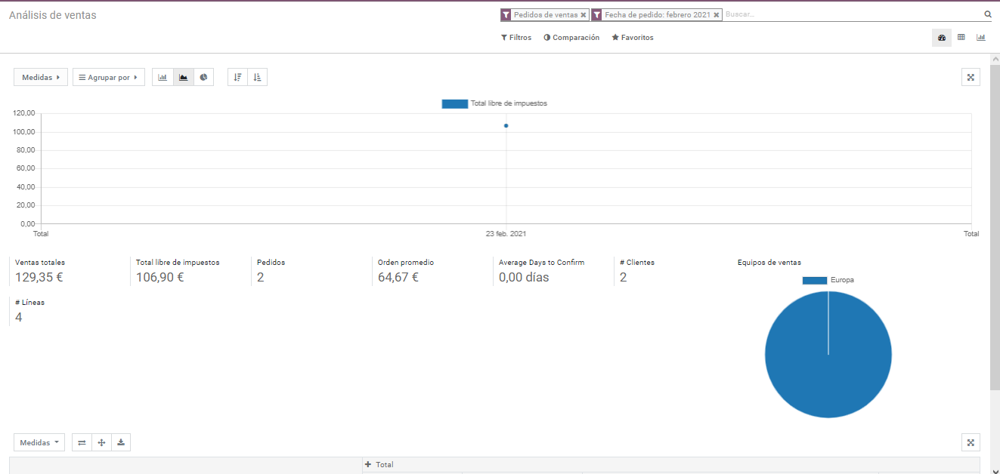 Análisis de ventas
Pedidos de ventas
Fecha de pedido: febrero 2021
Buscar...
Filtros
Comparación
Favoritos
Medidas
Agrupar por
Total libre de impuestos
120,00
100,00
80,00
60,00
40,00
20,00
0,00
Total
23 feb. 2021
Total
Ventas totales
129,35 €
Total libre de impuestos
106,90 €
Pedidos
2
Orden promedio
64,67 €
Average Days to Confirm
0,00 días
# Clientes
2
Equipos de ventas
Europa
# Líneas
4
Medidas
Total